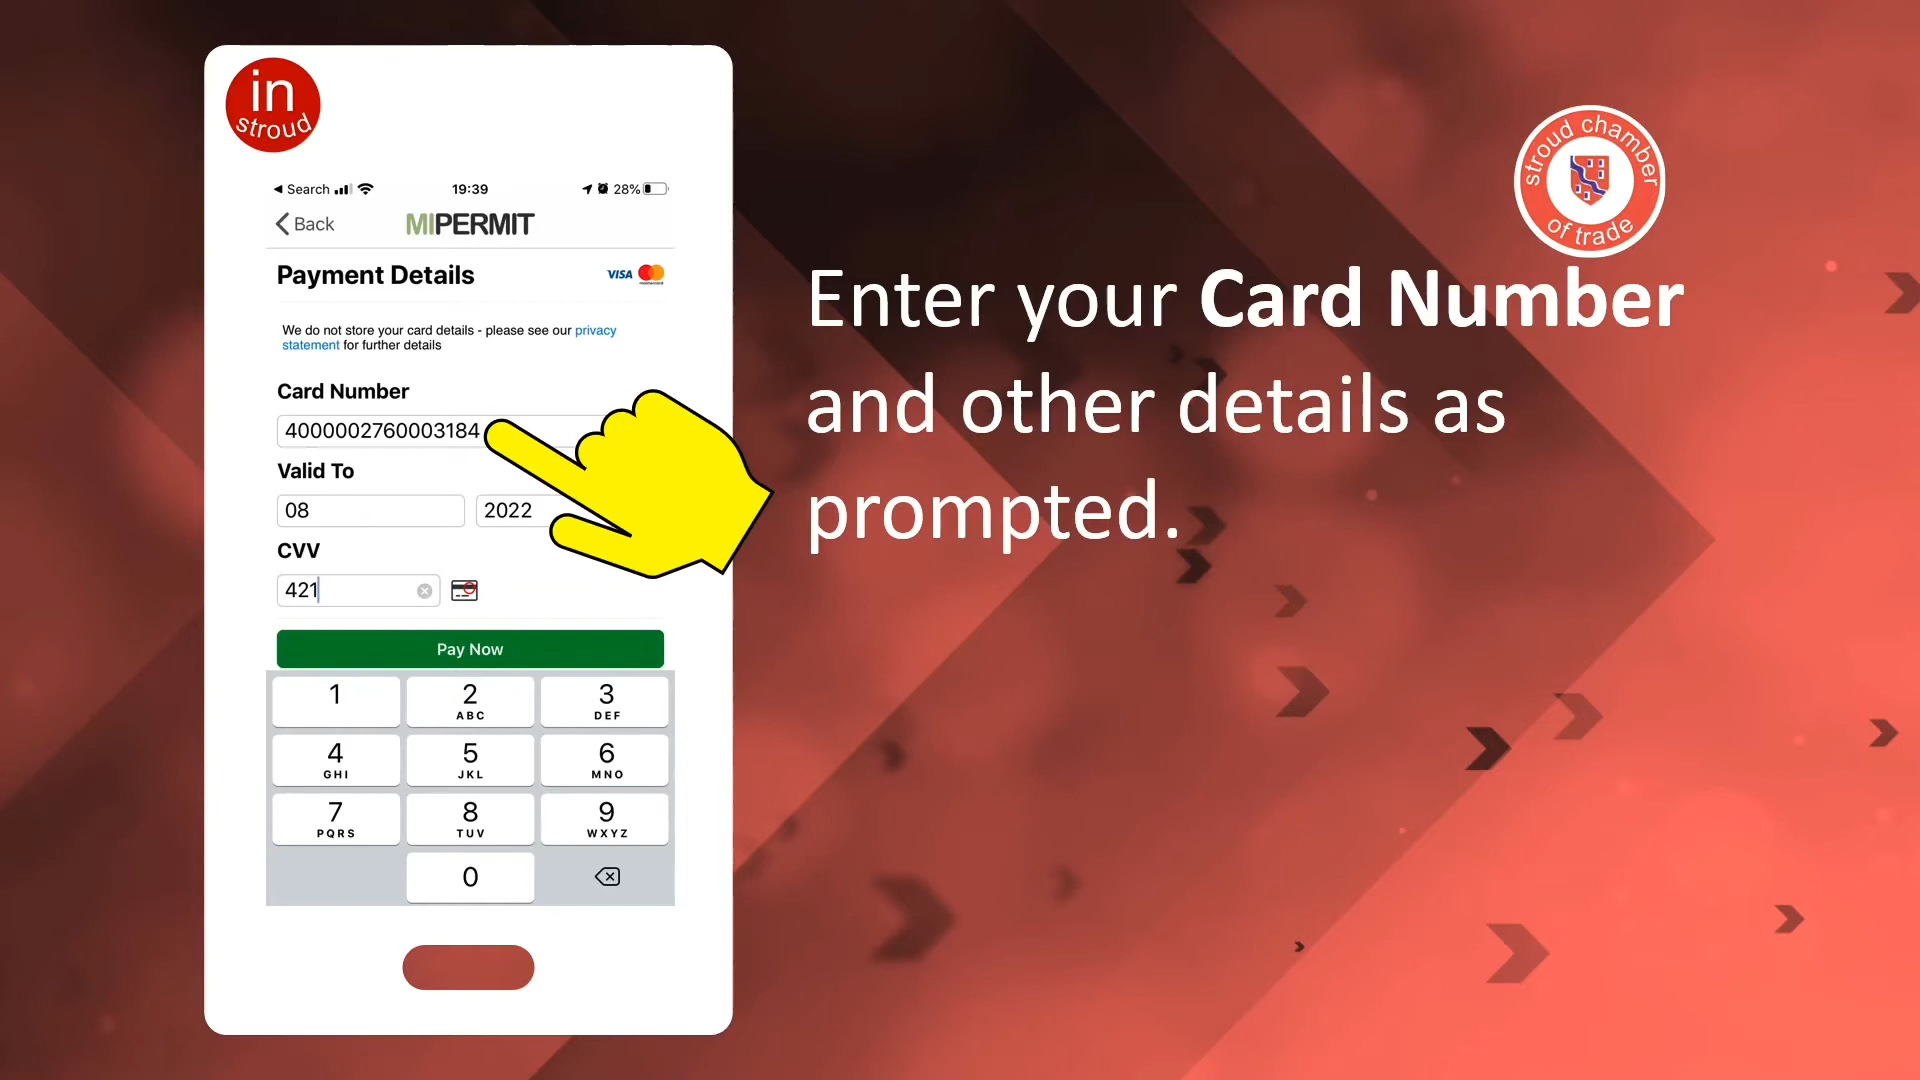 in
stroud
Search
19:39
28%
Back
MIPERMIT
Payment Details
VISA
mastercard
We do not store your card details - please see our privacy
statement for further details
Card Number
4000002760003184
Valid To
08
2022
CVV
421
Pay Now
1
2
ABC
3
DEF
4
GHI
5
JKL
6
MNO
7
PQRS
8
TUV
9
WXYZ
0
stroud chamber
of trade
Enter your Card Number
and other details as
prompted.